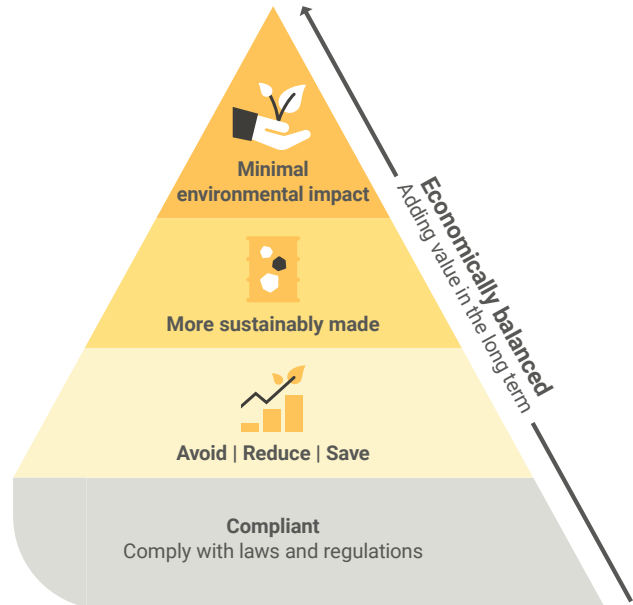 Minimal
environmental impact
More sustainably made
Avoid | Reduce | Save
Compliant
Comply with laws and regulations
Economically balanced
Adding value in the long term